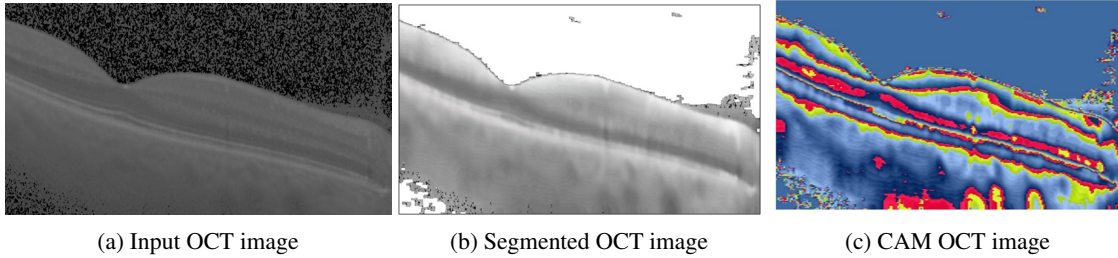 (a) Input OCT image
(b) Segmented OCT image
(c) CAM OCT image